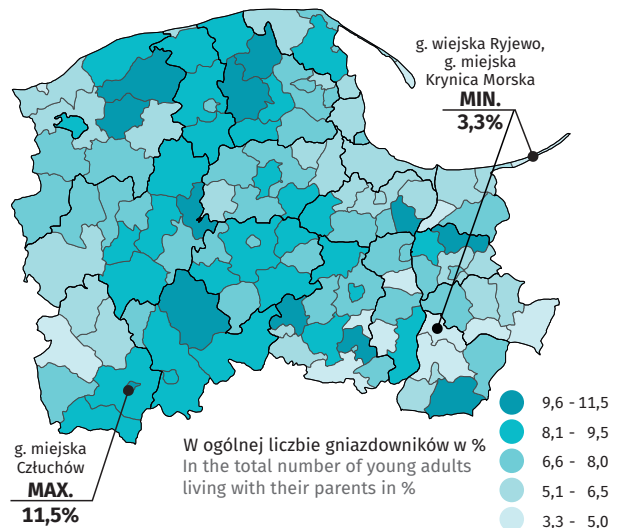 g. wiejska Ryjewo,
g. miejska
Krynica Morska
MIN.
3,3%
g. miejska
Człuchów
MAX.
11,5%
W ogólnej liczbie gniazdowników w %
In the total number of young adults
living with their parents in %
9,6 - 11,5
8,1 - 9,5
6,6 - 8,0
5,1 - 6,5
3,3 - 5,0